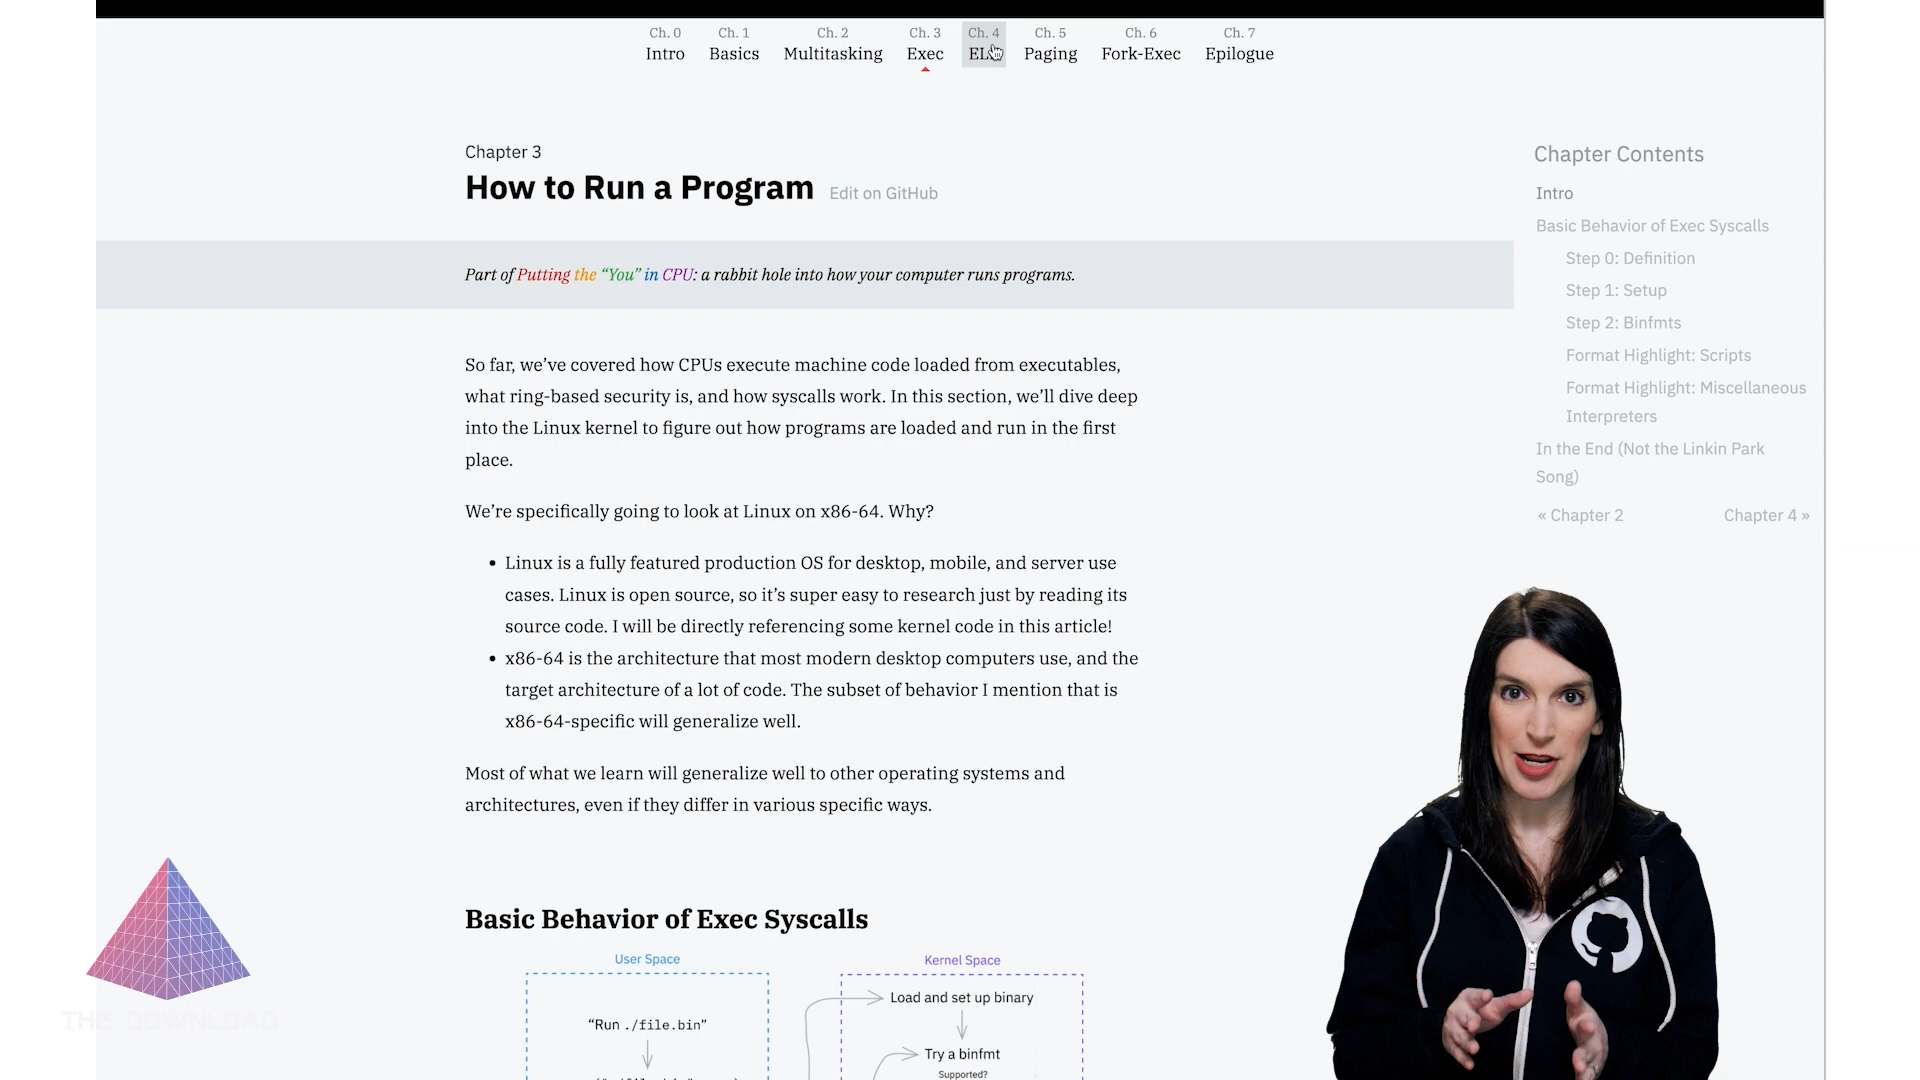 Ch. 0 Ch. 1 Ch. 2 Ch. 3 Ch. 4 Ch. 5 Ch. 6 Ch. 7
Intro Basics Multitasking Exec Paging Fork-Exec Epilogue
Chapter 3
How to Run a Program Edit on GitHub
Part of Putting the “You” in CPU: a rabbit hole into how your computer runs programs.
So far, we’ve covered how CPUs execute machine code loaded from executables,
what ring-based security is, and how syscalls work. In this section, we’ll dive deep
into the Linux kernel to figure out how programs are loaded and run in the first
place.
We’re specifically going to look at Linux on x86-64. Why?
• Linux is a fully featured production OS for desktop, mobile, and server use
cases. Linux is open source, so it’s super easy to research just by reading its
source code. I will be directly referencing some kernel code in this article!
• x86-64 is the architecture that most modern desktop computers use, and the
target architecture of a lot of code. The subset of behavior I mention that is
x86-64-specific will generalize well.
Most of what we learn will generalize well to other operating systems and
architectures, even if they differ in various specific ways.
Basic Behavior of Exec Syscalls
User Space
“Run ./file.bin”
Kernel Space
Load and set up binary
Try a binfmt
Supported?
Chapter Contents
Intro
Basic Behavior of Exec Syscalls
Step 0: Definition
Step 1: Setup
Step 2: Binfmts
Format Highlight: Scripts
Format Highlight: Miscellaneous
Interpreters
In the End (Not the Linkin Park
Song)
« Chapter 2 Chapter 4 »
THE DOWNLOAD